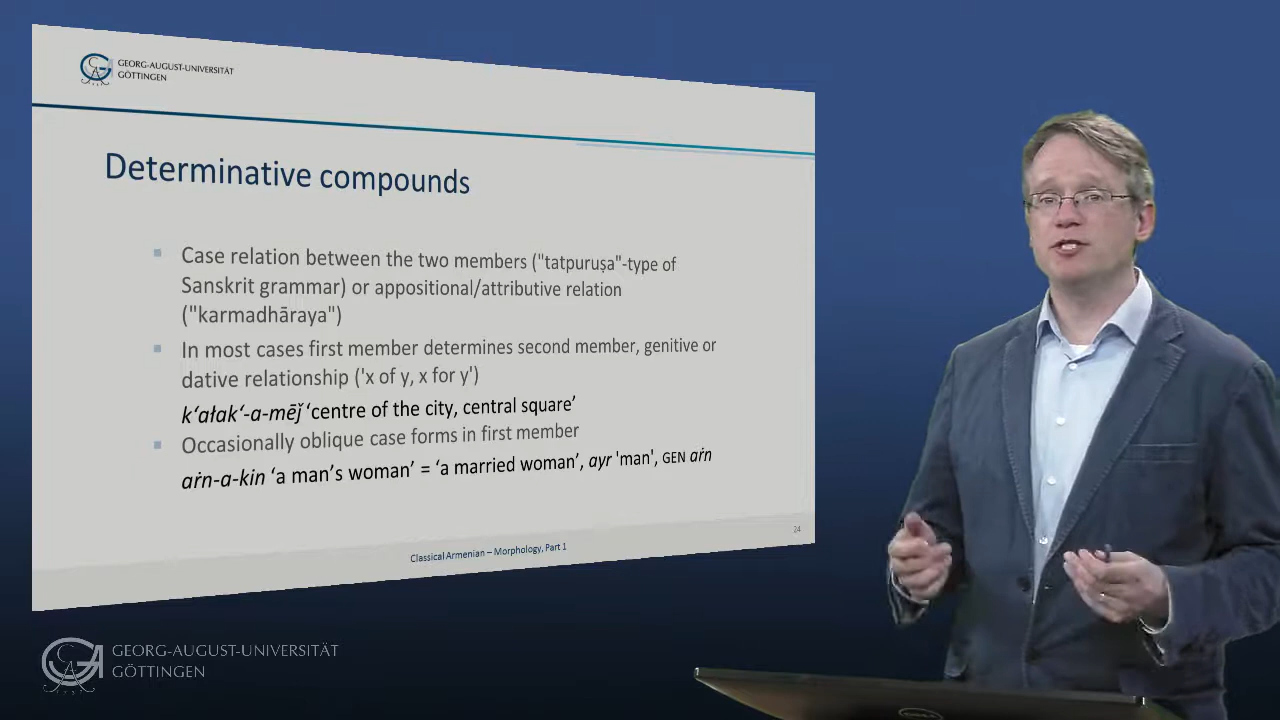 GEORG-AUGUST-UNIVERSITÄT
GÖTTINGEN
Determinative compounds
Case relation between the two members ("tatpuruṣa"-type of
Sanskrit grammar) or appositional/attributive relation
("karmadhāraya")
In most cases first member determines second member, genitive or
dative relationship ('x of y, x for y')
k‘ałak‘-a-mēǰ ‘centre of the city, central square’
Occasionally oblique case forms in first member
aṙn-a-kin ‘a man’s woman’ = ‘a married woman’, ayr 'man', GEN aṙn
24
Classical Armenian – Morphology, Part 1
GEORG-AUGUST-UNIVERSITÄT
GÖTTINGEN